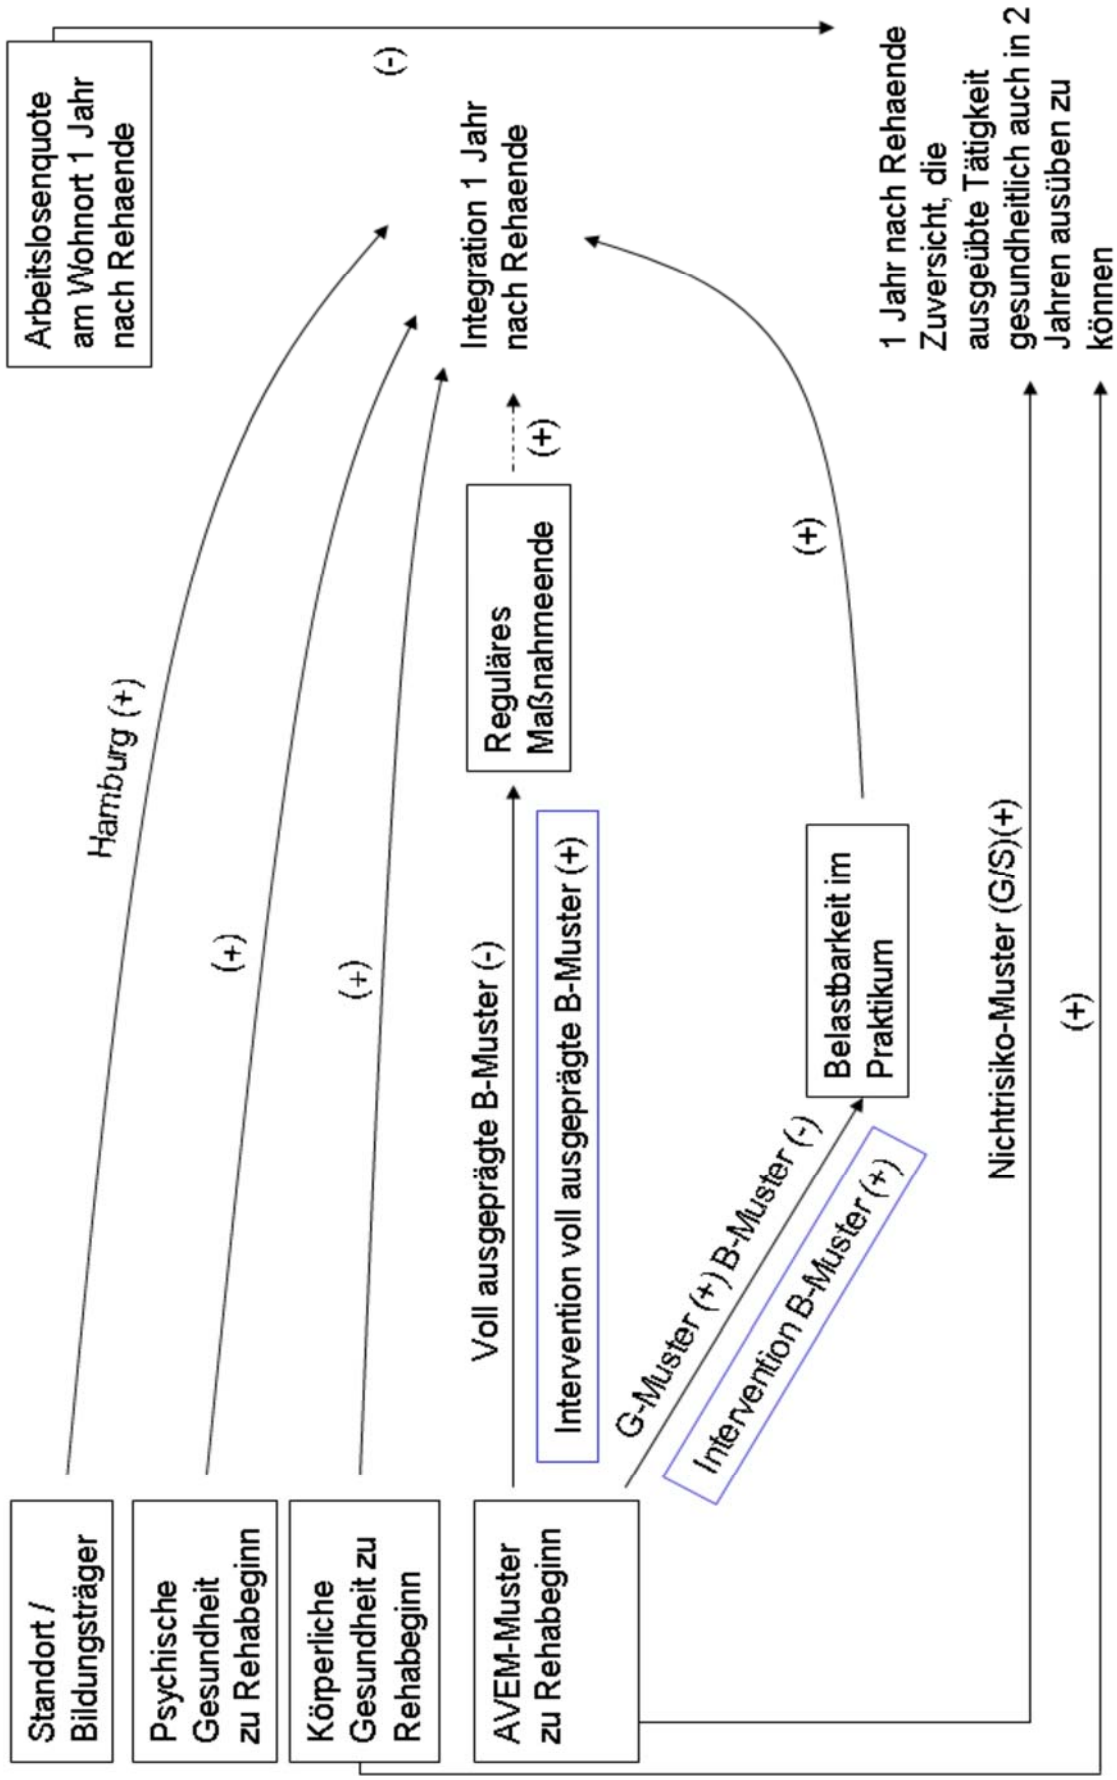 Standort /
Bildungsträger
Psychische
Gesundheit
zu Rehabeginn
Körperliche
Gesundheit zu
Rehabeginn
AVEM-Muster
zu Rehabeginn
Hamburg (+)
(+)
(+)
Voll ausgeprägte B-Muster (-)
Intervention voll ausgeprägte B-Muster (+)
G-Muster (+) B-Muster (-)
Intervention B-Muster (+)
Reguläres
Maßnahmeende
(+)
Belastbarkeit im
Praktikum
(+)
Nichtrisiko-Muster (G/S)(+)
(+)
Arbeitslosenquote
am Wohnort 1 Jahr
nach Rehaende
(-)
Integration 1 Jahr
nach Rehaende
1 Jahr nach Rehaende
Zuversicht, die
ausgeübte Tätigkeit
gesundheitlich auch in 2
Jahren ausüben zu
können